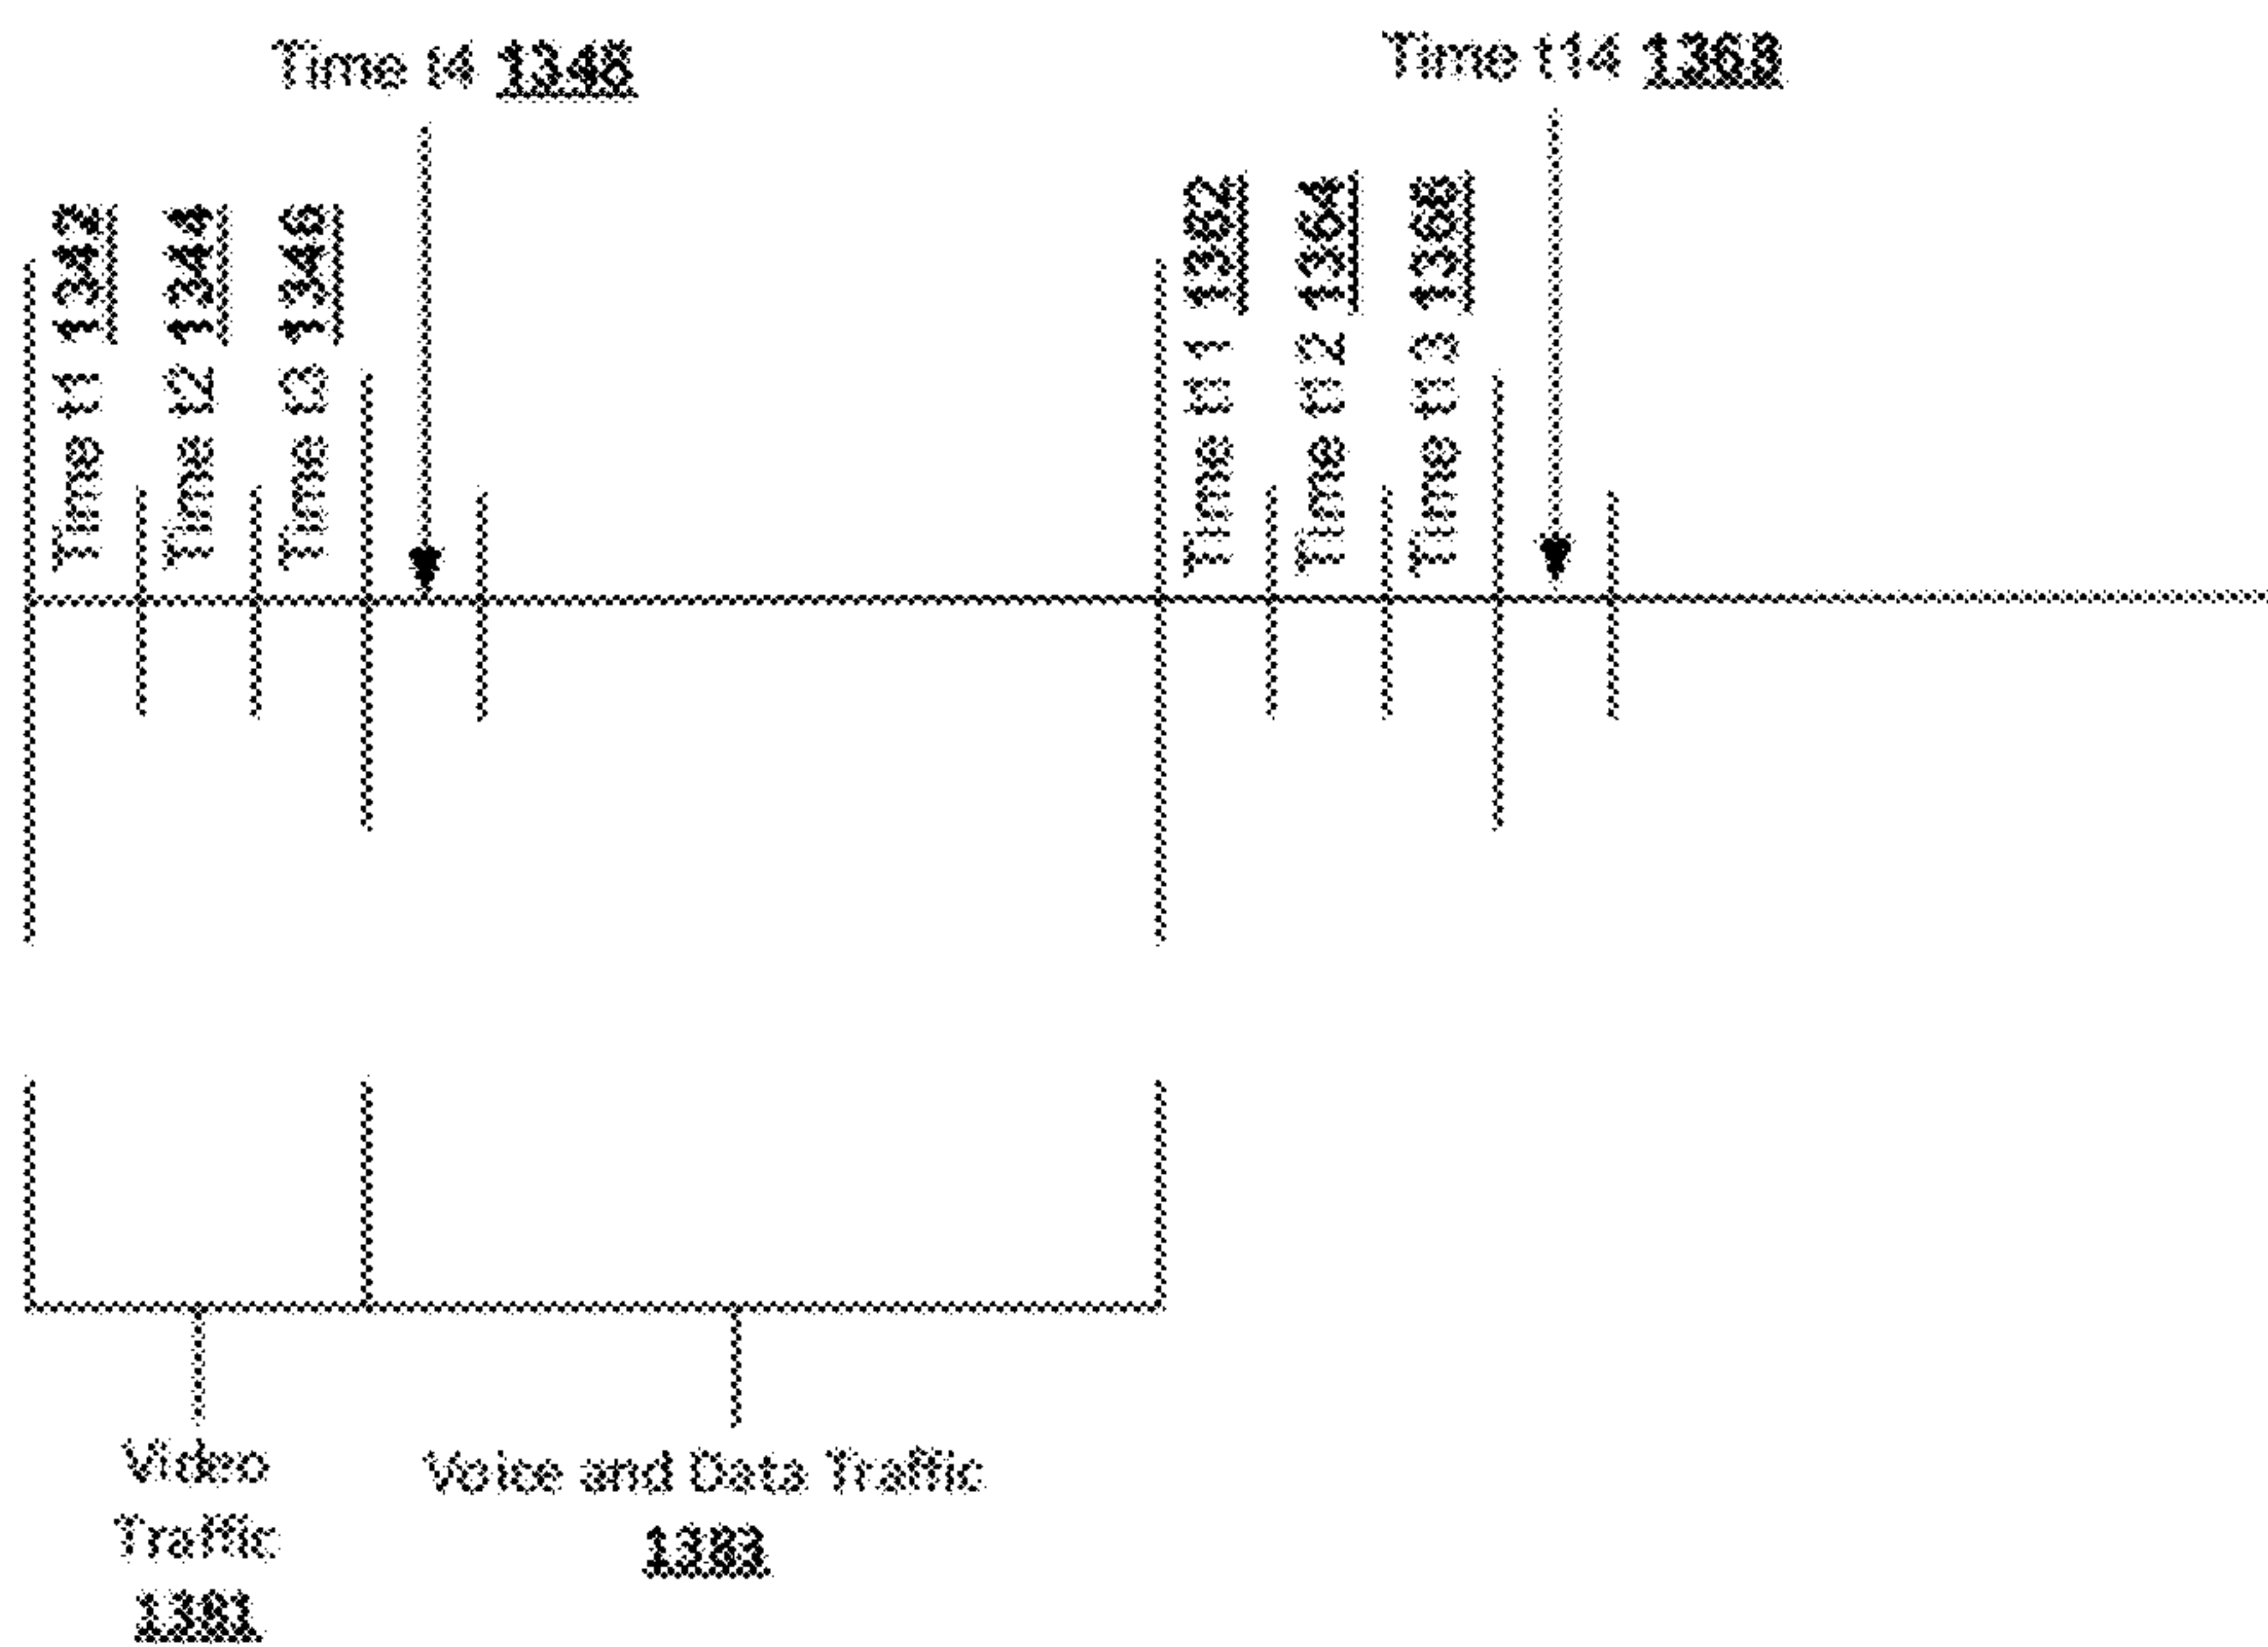 Time t4 1348
Time t14 1368
Time t1 1342
Time t2 1344
Time t3 1346
Time t11 1362
Time t12 1364
Time t13 1366
Video
Traffic
1381
Voice and Data Traffic
1383